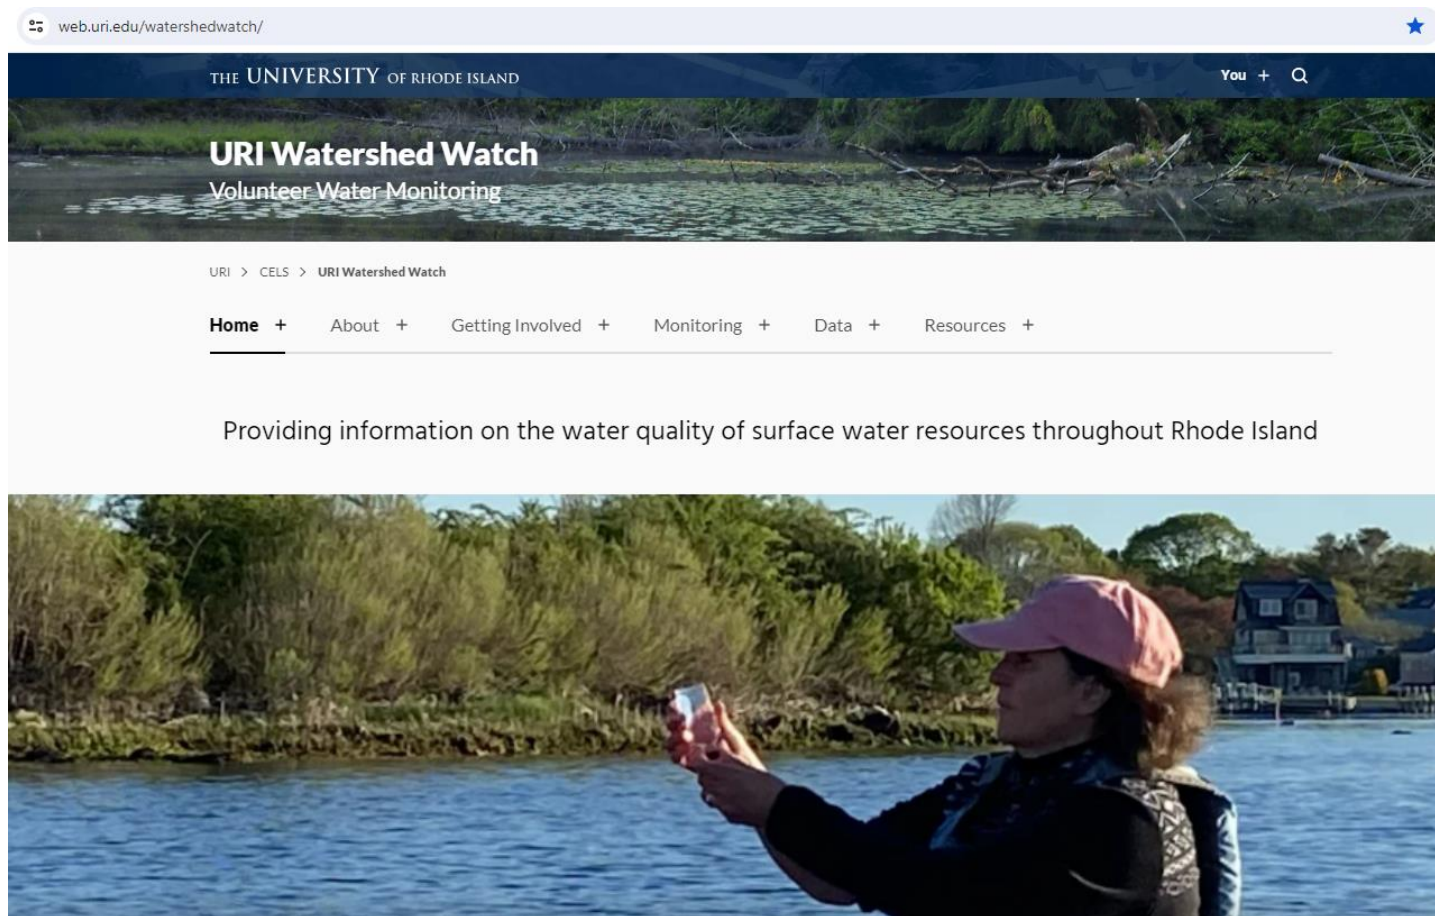 web.uri.edu/watershedwatch/
THE UNIVERSITY OF RHODE ISLAND
You +
URI Watershed Watch
Volunteer Water Monitoring
URI > CELS > URI Watershed Watch
Home + About + Getting Involved + Monitoring + Data + Resources +
Providing information on the water quality of surface water resources throughout Rhode Island